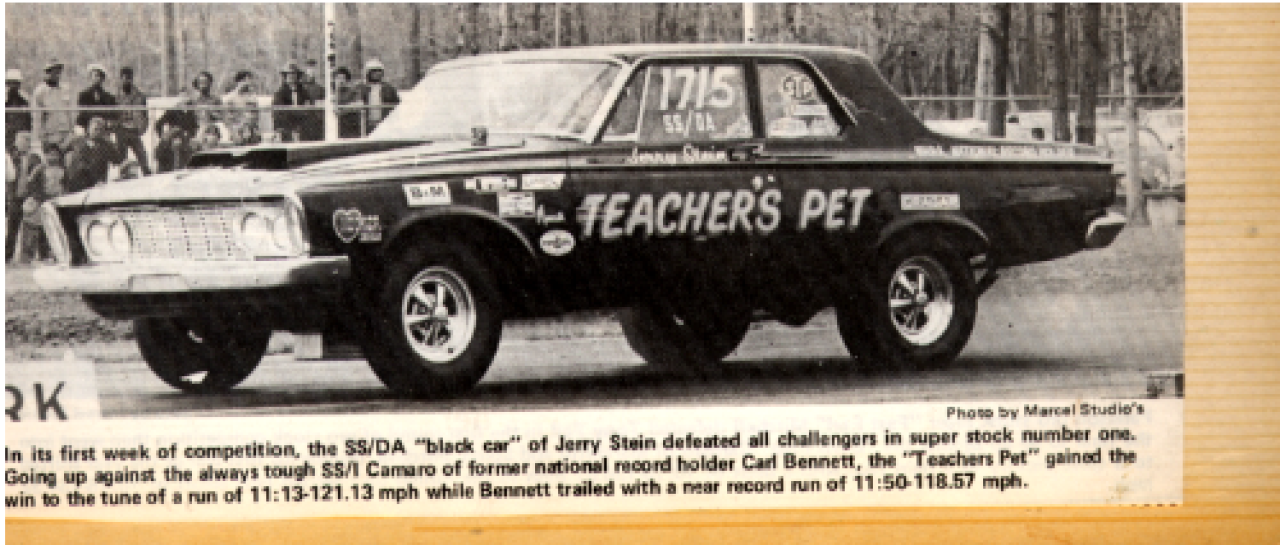 1715
SS/DA
STP
Jerry Stein
TEACHER'S PET
RK
Photo by Marcel Studio's
In its first week of competition, the SS/DA "black car" of Jerry Stein defeated all challengers in super stock number one.
Going up against the always tough SS/I Camaro of former national record holder Carl Bennett, the "Teachers Pet" gained the
win to the tune of a run of 11:13-121.13 mph while Bennett trailed with a near record run of 11:50-118.57 mph.